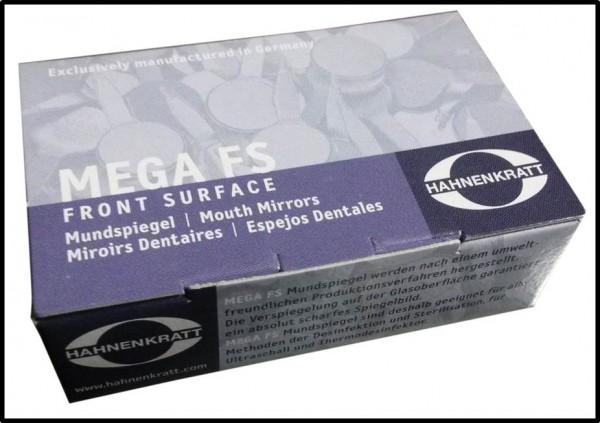 Exclusively manufactured in Germany
MEGA FS
FRONT SURFACE
Mundspiegel | Mouth Mirrors
Miroirs Dentaires | Espejos Dentales
HAHNENKRATT
HAHNENKRATT
www.hahnenkratt.com
MEGA FS Mundspiegel werden nach einem umwelt-
freundlichen Produktionsverfahren hergestellt.
Die Verspiegelung auf der Glasoberfläche garantiert
ein absolut scharfes Spiegelbild.
MEGA FS Mundspiegel sind deshalb geeignet für alle
Methoden der Desinfektion und Sterilisation, für
Ultraschall und Thermodesinfektor.